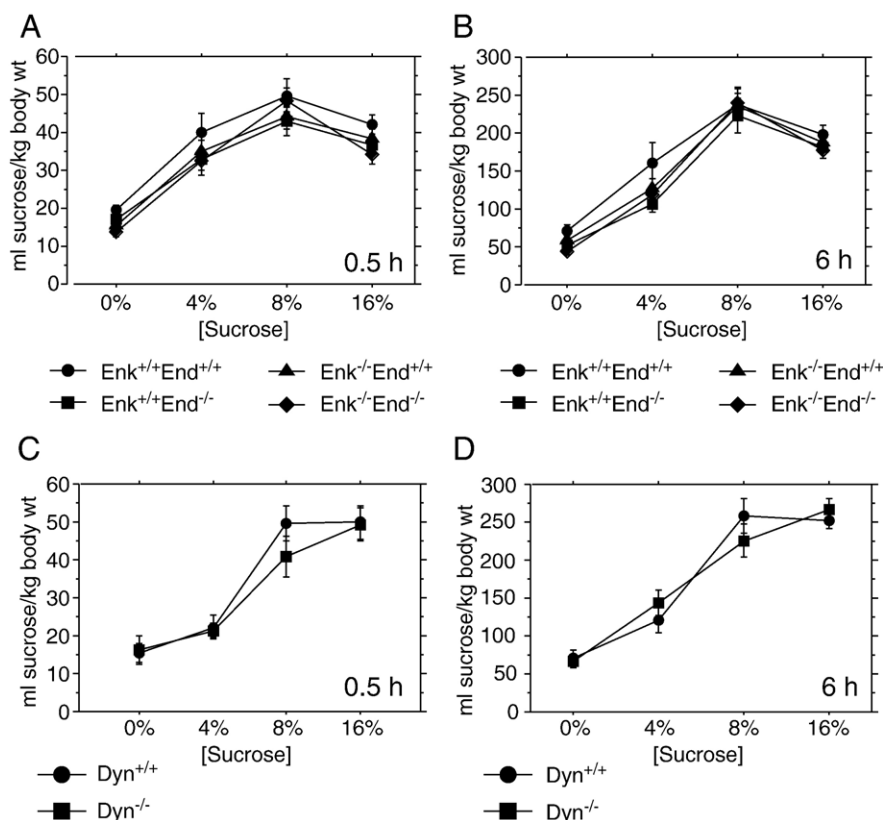 A
B
60
50
40
30
20
10
0
ml sucrose/kg body wt
0.5 h
0% 4% 8% 16%
[Sucrose]
300
250
200
150
100
50
0
ml sucrose/kg body wt
6 h
0% 4% 8% 16%
[Sucrose]
Enk+/+End+/+ Enk-/-End+/+
Enk+/+End-/- Enk-/-End-/-
Enk+/+End+/+ Enk-/-End+/+
Enk+/+End-/- Enk-/-End-/-
C
D
60
50
40
30
20
10
0
ml sucrose/kg body wt
0.5 h
0% 4% 8% 16%
[Sucrose]
300
250
200
150
100
50
0
ml sucrose/kg body wt
6 h
0% 4% 8% 16%
[Sucrose]
Dyn+/+
Dyn-/-
Dyn+/+
Dyn-/-